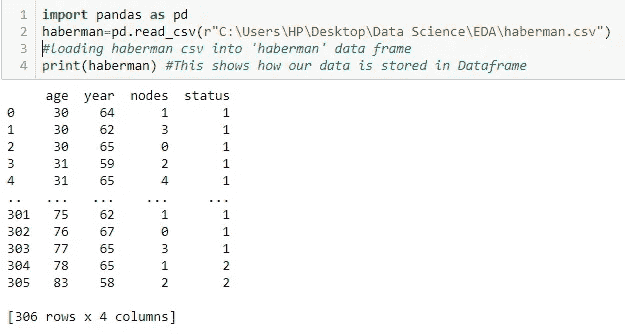 1 import pandas as pd
2 haberman=pd.read_csv(r"C:\Users\HP\Desktop\Data Science\EDA\haberman.csv")
3 #Loading haberman csv into 'haberman' data frame
4 print(haberman) #This shows how our data is stored in Dataframe
age year nodes status
0 30 64 1 1
1 30 62 3 1
2 30 65 0 1
3 31 59 2 1
4 31 65 4 1
.. ... ... ... ...
301 75 62 1 1
302 76 67 0 1
303 77 65 3 1
304 78 65 1 2
305 83 58 2 2
[306 rows x 4 columns]